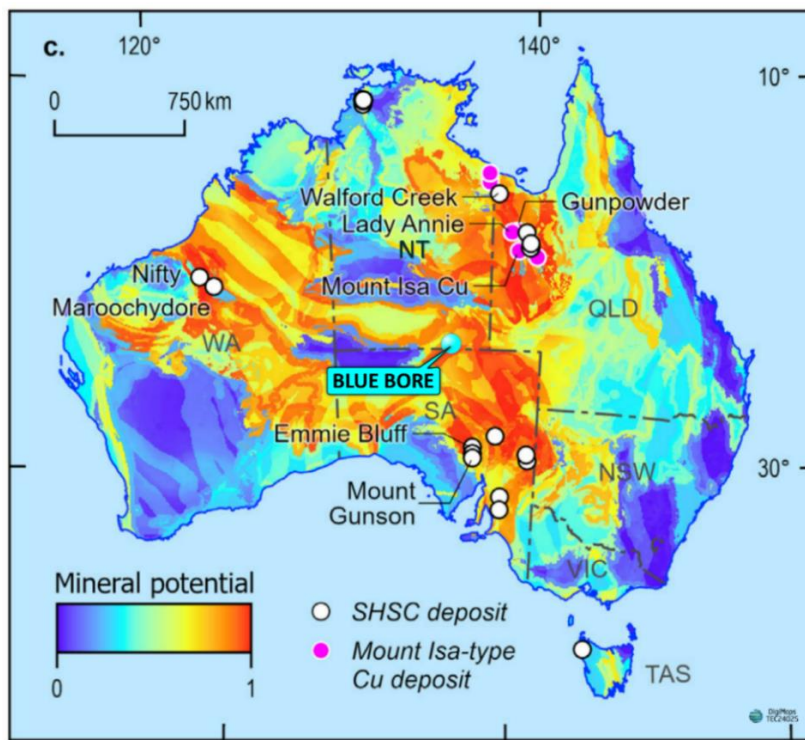 c.
120°
140°
10°
0
750 km
Walford Creek
Gunpowder
Lady Annie
NT
Mount Isa Cu
Nifty
Maroochydore
QLD
WA
BLUE BORE
SA
Emmie Bluff
NSW
30°
Mount
Gunson
VIC
Mineral potential
0
1
SHSC deposit
Mount Isa-type
Cu deposit
TAS
DigiMaps
TEC24025